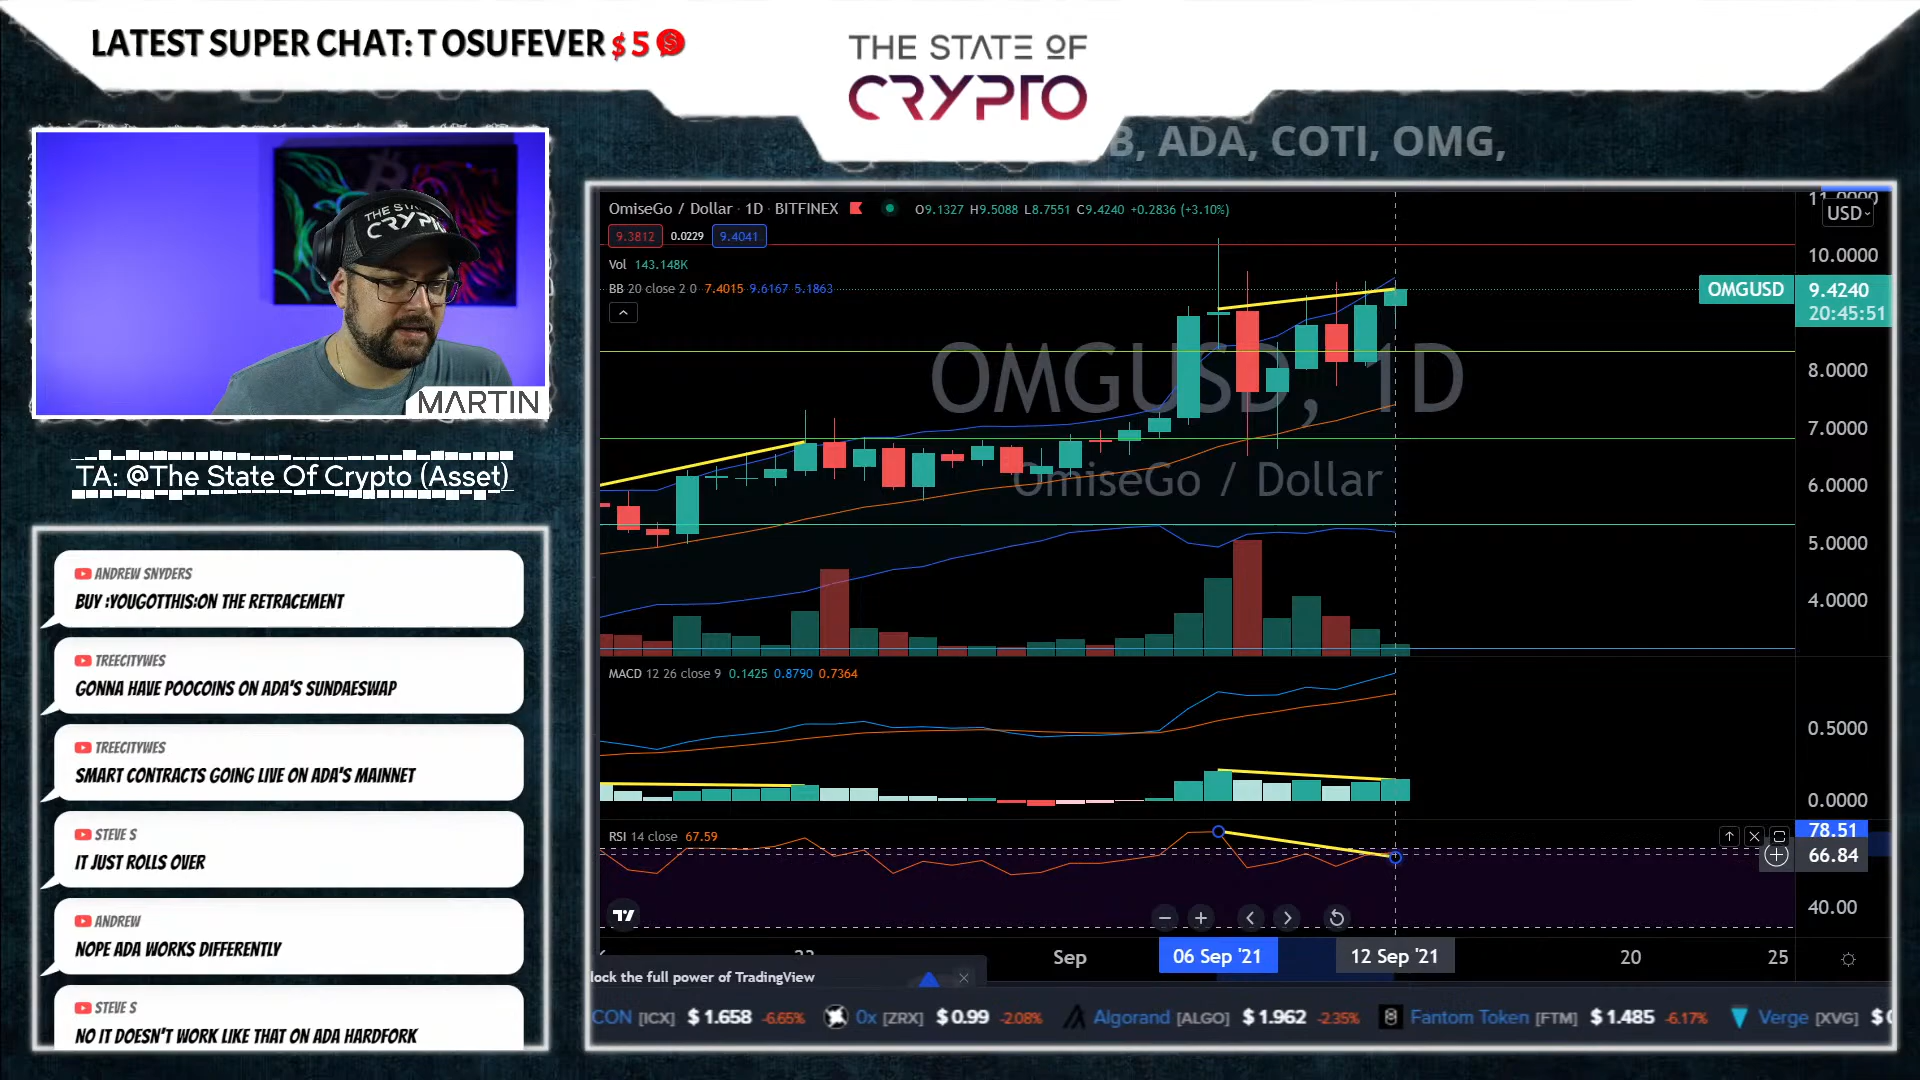 LATEST SUPER CHAT: T OSUFEVER $5
THE STATE OF
CRYPTO
B, ADA, COTI, OMG,
THE STATE
CRYPTO
MARTIN
TA: @The State Of Crypto (Asset)
ANDREW SNYDERS
BUY :YOUGOTTHIS:ON THE RETRACEMENT
TREECITYWES
GONNA HAVE POOCOINS ON ADA'S SUNDAESWAP
TREECITYWES
SMART CONTRACTS GOING LIVE ON ADA'S MAINNET
STEVE S
IT JUST ROLLS OVER
ANDREW
NOPE ADA WORKS DIFFERENTLY
STEVE S
NO IT DOESN'T WORK LIKE THAT ON ADA HARDFORK
OmiseGo / Dollar · 1D · BITFINEX O9.1327 H9.5088 L8.7551 C9.4240 +0.2836 (+3.10%)
9.3812 0.0229 9.4041
Vol 143.148K
BB 20 close 2 0 7.4015 9.6167 5.1863
OMGUSD, 1D
OmiseGo / Dollar
11.0000
USD
10.0000
OMGUSD 9.4240
20:45:51
8.0000
7.0000
6.0000
5.0000
4.0000
MACD 12 26 close 9 0.1425 0.8790 0.7364
0.5000
0.0000
RSI 14 close 67.59
78.51
66.84
40.00
Sep 06 Sep '21 12 Sep '21 20 25
lock the full power of TradingView
CON [ICX] $1.658 -6.65% 0x [ZRX] $0.99 -2.08% Algorand [ALGO] $1.962 -2.35% Fantom Token [FTM] $1.485 -6.17% Verge [XVG] $